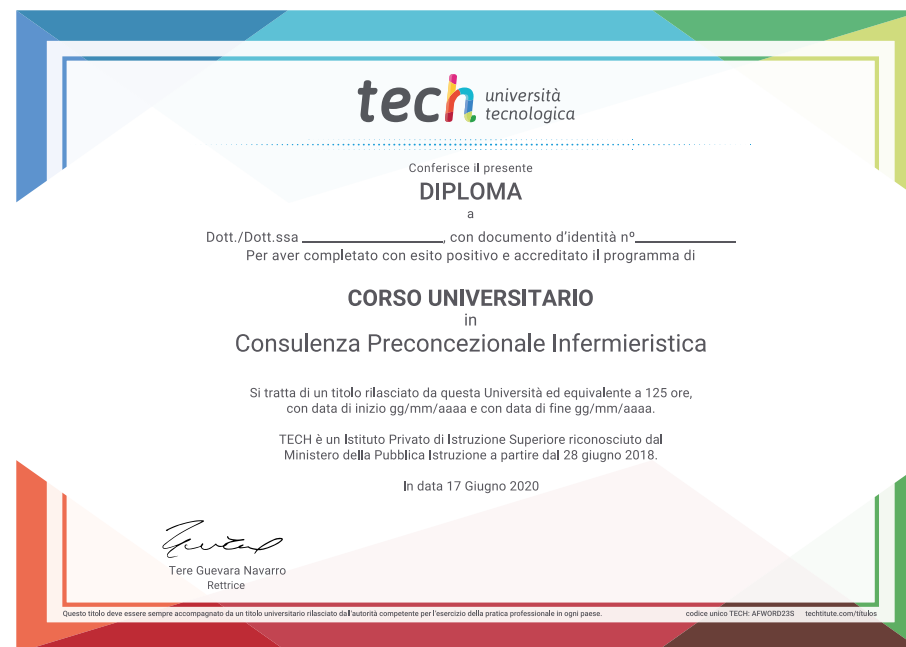 tech università
tecnologica
Conferisce il presente
DIPLOMA
a
Dott./Dott.ssa ____________, con documento d'identità nº____________
Per aver completato con esito positivo e accreditato il programma di
CORSO UNIVERSITARIO
in
Consulenza Preconcezionale Infermieristica
Si tratta di un titolo rilasciato da questa Università ed equivalente a 125 ore,
con data di inizio gg/mm/aaaa e con data di fine gg/mm/aaaa.
TECH è un Istituto Privato di Istruzione Superiore riconosciuto dal
Ministero della Pubblica Istruzione a partire dal 28 giugno 2018.
In data 17 Giugno 2020
Tere Guevara Navarro
Rettrice
Questo titolo deve essere sempre accompagnato da un titolo universitario rilasciato dall'autorità competente per l'esercizio della pratica professionale in ogni paese. codice unico TECH: AFWORD23S techtitute.com/titulos